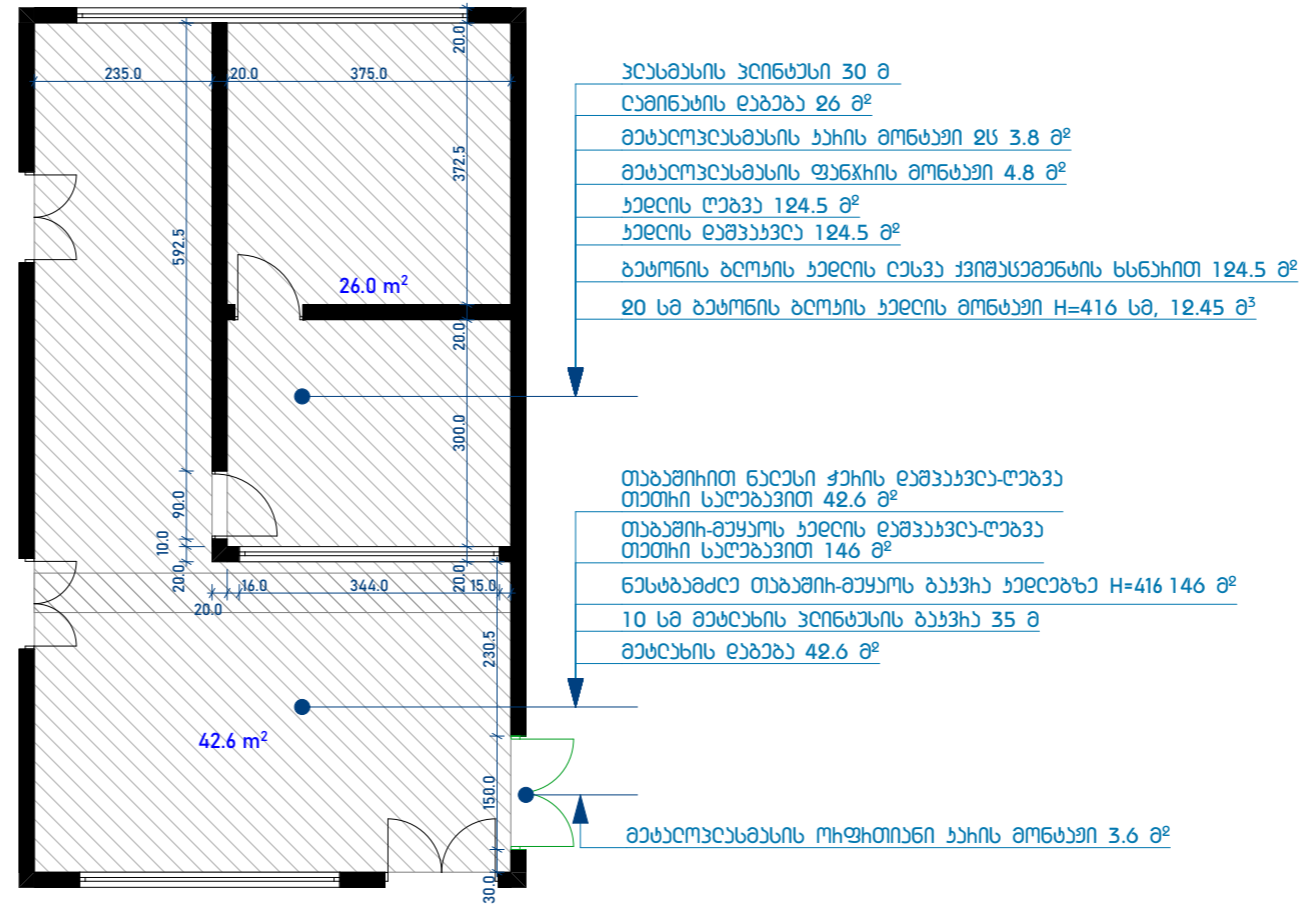 20.0
235.0
20.0
375.0
372.5
592.5
26.0 m²
20.0
300.0
90.0
10.0
20.0
16.0
344.0
15.0
20.0
20.0
230.5
42.6 m²
150.0
30.0
პლასმასის პლინტუსი 30 მ
ლამინატის დაგება 26 მ²
მეტალოპლასმასის კარის მონტაჟი 2ც 3.8 მ²
მეტალოპლასმასის ფანჯრის მონტაჟი 4.8 მ²
კედლის ღებვა 124.5 მ²
კედლის დაშპაკვლა 124.5 მ²
ბეტონის ბლოკის კედლის ლესვა ქვიშაცემენტის ხსნარით 124.5 მ²
20 სმ ბეტონის ბლოკის კედლის მონტაჟი H=416 სმ, 12.45 მ³
თაბაშირით ნალესი ჭერის დაშპაკვლა-ღებვა
თეთრი საღებავით 42.6 მ²
თაბაშირ-მუყაოს კედლის დაშპაკვლა-ღებვა
თეთრი საღებავით 146 მ²
ნესტგამძლე თაბაშირ-მუყაოს გაკვრა კედლებზე H=416 146 მ²
10 სმ მეტლახის პლინტუსის გაკვრა 35 მ
მეტლახის დაგება 42.6 მ²
მეტალოპლასმასის ორფრთიანი კარის მონტაჟი 3.6 მ²